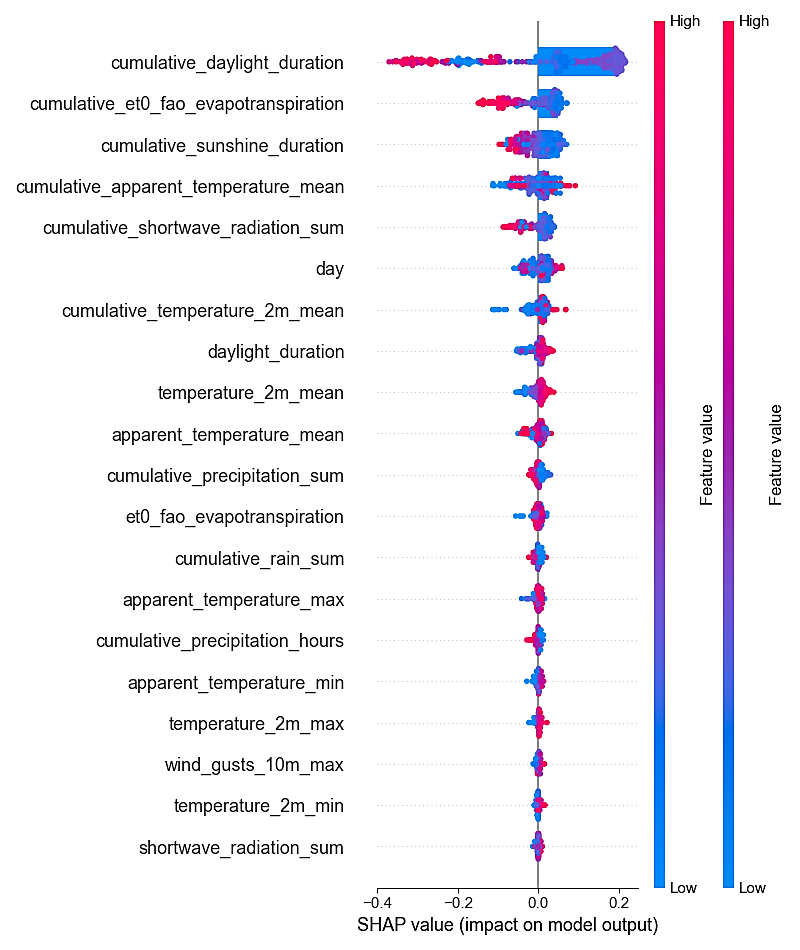 High
High
cumulative_daylight_duration
cumulative_et0_fao_evapotranspiration
cumulative_sunshine_duration
cumulative_apparent_temperature_mean
cumulative_shortwave_radiation_sum
day
cumulative_temperature_2m_mean
daylight_duration
temperature_2m_mean
apparent_temperature_mean
cumulative_precipitation_sum
et0_fao_evapotranspiration
cumulative_rain_sum
apparent_temperature_max
cumulative_precipitation_hours
apparent_temperature_min
temperature_2m_max
wind_gusts_10m_max
temperature_2m_min
shortwave_radiation_sum
Feature value
Feature value
Low
Low
−0.4 −0.2 0.0 0.2
SHAP value (impact on model output)